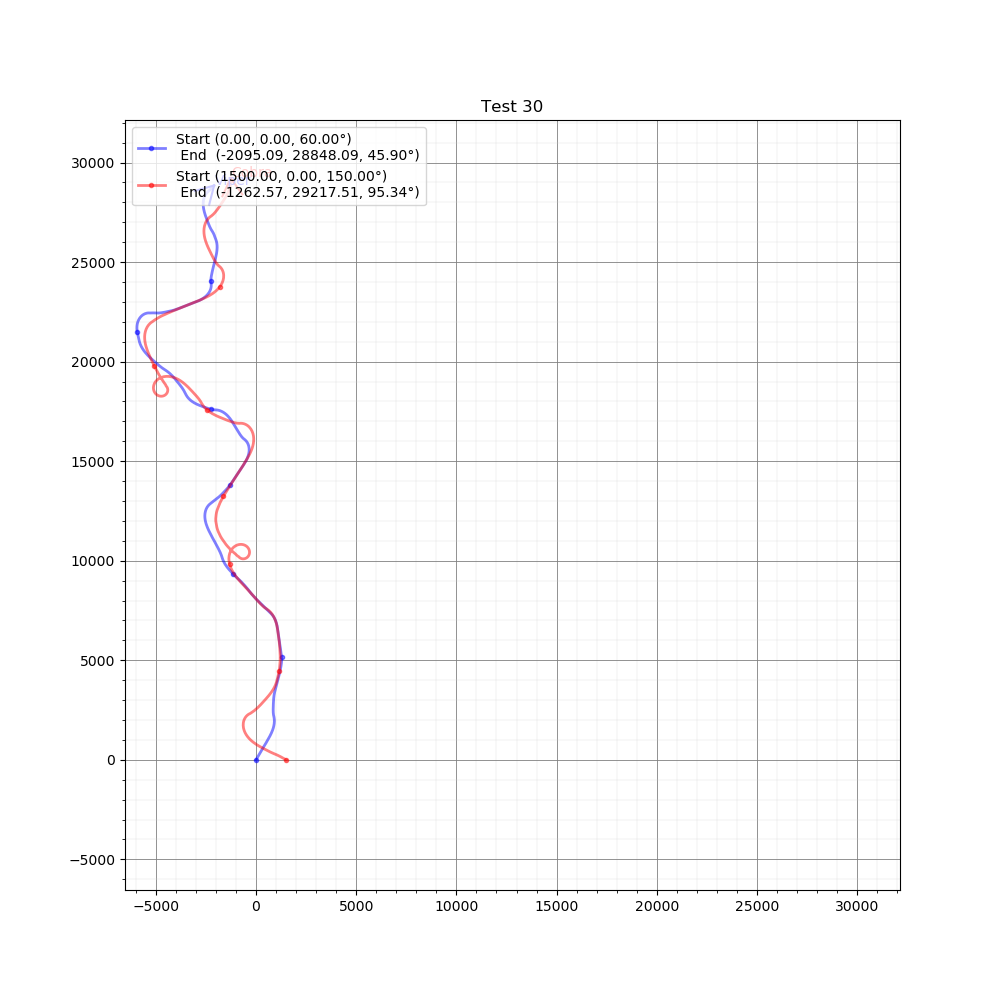 Test 30
Start (0.00, 0.00, 60.00°)
End (-2095.09, 28848.09, 45.90°)
Start (1500.00, 0.00, 150.00°)
End (-1262.57, 29217.51, 95.34°)
30000
25000
20000
15000
10000
5000
0
−5000
−5000 0 5000 10000 15000 20000 25000 30000